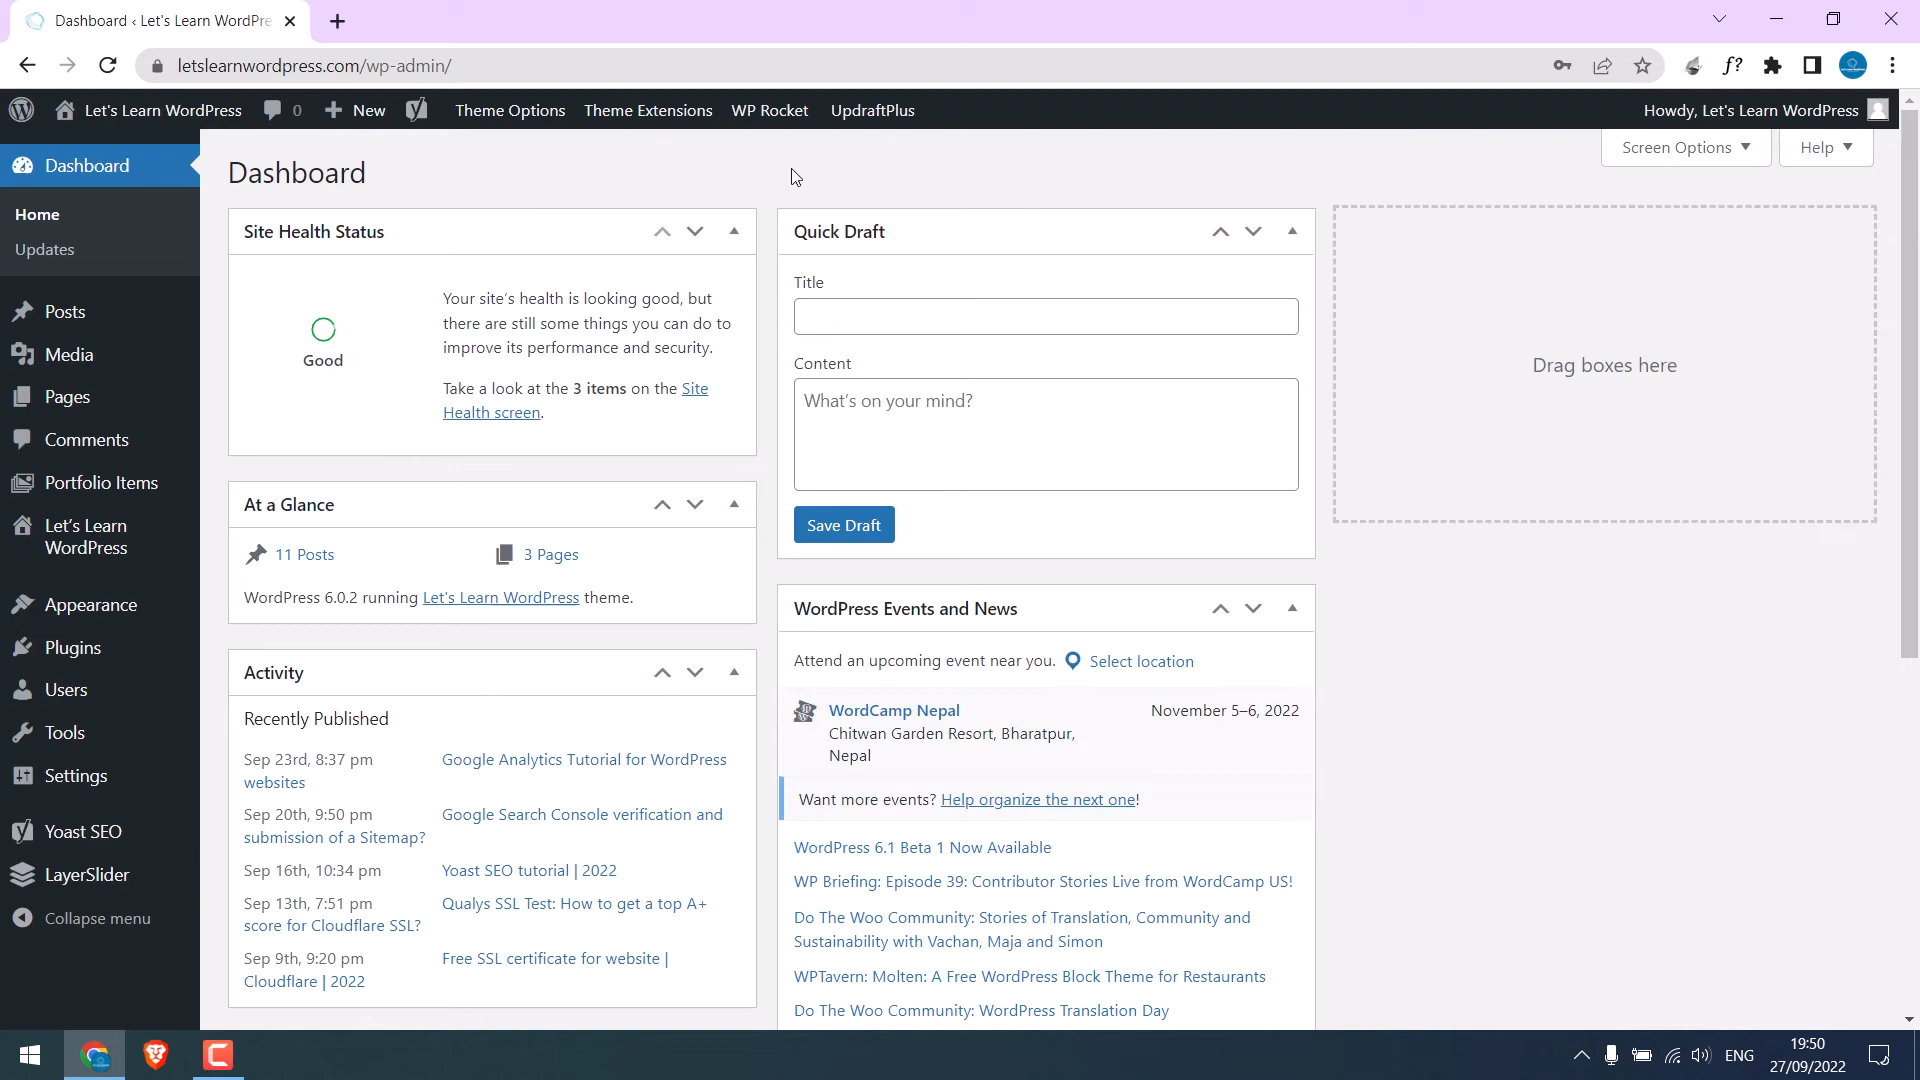 Dashboard ‹ Let's Learn WordPre
letslearnwordpress.com/wp-admin/
f?
Let's Learn WordPress
0
New
Theme Options
Theme Extensions
WP Rocket
UpdraftPlus
Howdy, Let's Learn WordPress
Dashboard
Home
Updates
Posts
Media
Pages
Comments
Portfolio Items
Let's Learn
WordPress
Appearance
Plugins
Users
Tools
Settings
Yoast SEO
LayerSlider
Collapse menu
Screen Options
Help
Dashboard
Site Health Status
Good
Your site's health is looking good, but
there are still some things you can do to
improve its performance and security.
Take a look at the 3 items on the Site
Health screen.
At a Glance
11 Posts
3 Pages
WordPress 6.0.2 running Let's Learn WordPress theme.
Activity
Recently Published
Sep 23rd, 8:37 pm Google Analytics Tutorial for WordPress
websites
Sep 20th, 9:50 pm Google Search Console verification and
submission of a Sitemap?
Sep 16th, 10:34 pm Yoast SEO tutorial | 2022
Sep 13th, 7:51 pm Qualys SSL Test: How to get a top A+
score for Cloudflare SSL?
Sep 9th, 9:20 pm Free SSL certificate for website |
Cloudflare | 2022
Quick Draft
Title
Content
What's on your mind?
Save Draft
WordPress Events and News
Attend an upcoming event near you. Select location
WordCamp Nepal November 5–6, 2022
Chitwan Garden Resort, Bharatpur,
Nepal
Want more events? Help organize the next one!
WordPress 6.1 Beta 1 Now Available
WP Briefing: Episode 39: Contributor Stories Live from WordCamp US!
Do The Woo Community: Stories of Translation, Community and
Sustainability with Vachan, Maja and Simon
WPTavern: Molten: A Free WordPress Block Theme for Restaurants
Do The Woo Community: WordPress Translation Day
Drag boxes here
ENG
19:50
27/09/2022